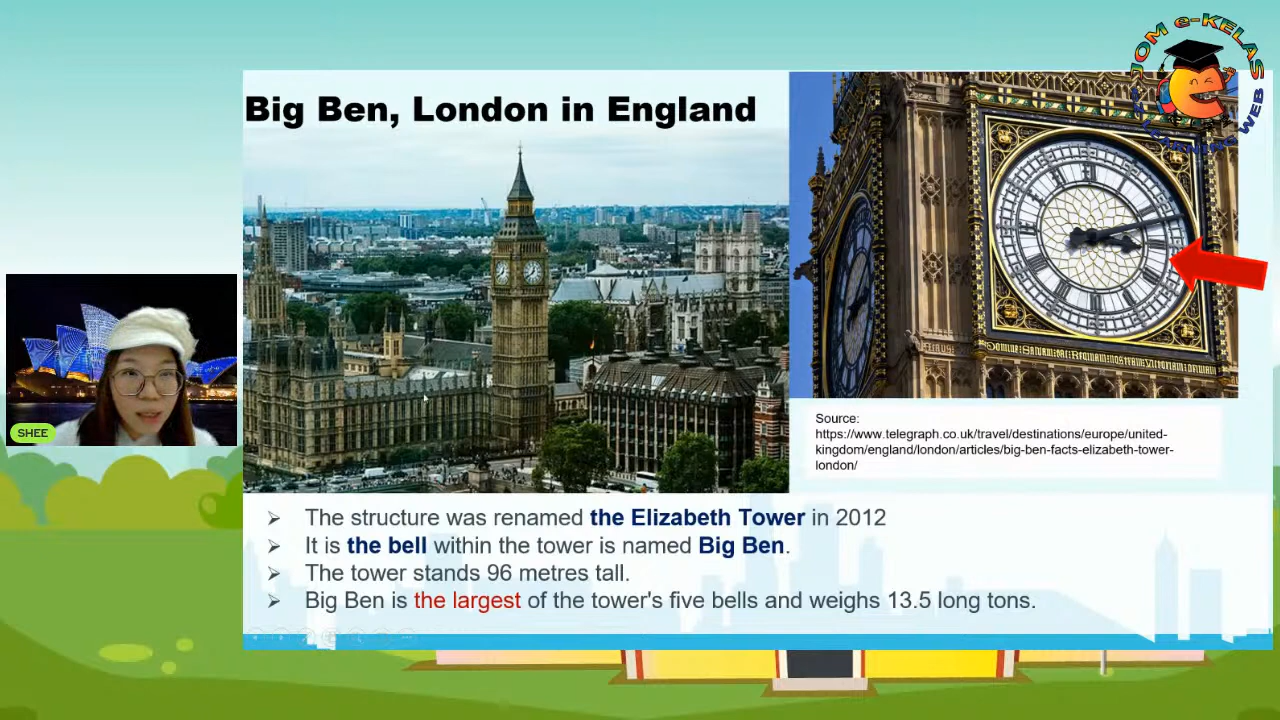 JOM e-KELAS
Big Ben, London in England
SHEE
Source:
https://www.telegraph.co.uk/travel/destinations/europe/united-
kingdom/england/london/articles/big-ben-facts-elizabeth-tower-
london/
The structure was renamed the Elizabeth Tower in 2012
It is the bell within the tower is named Big Ben.
The tower stands 96 metres tall.
Big Ben is the largest of the tower's five bells and weighs 13.5 long tons.